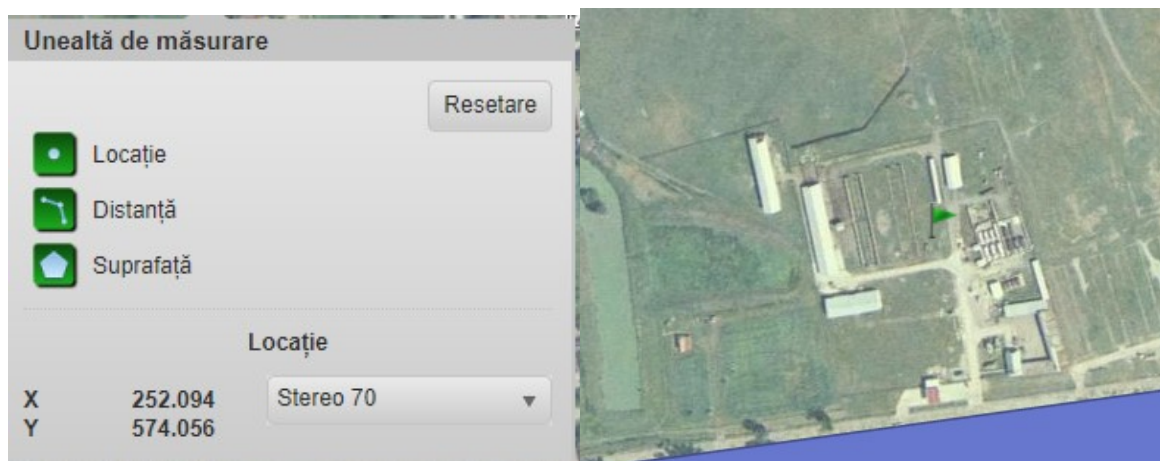 Unealtă de măsurare
Resetare
Locație
Distanță
Suprafață
Locație
X 252.094 Stereo 70
Y 574.056